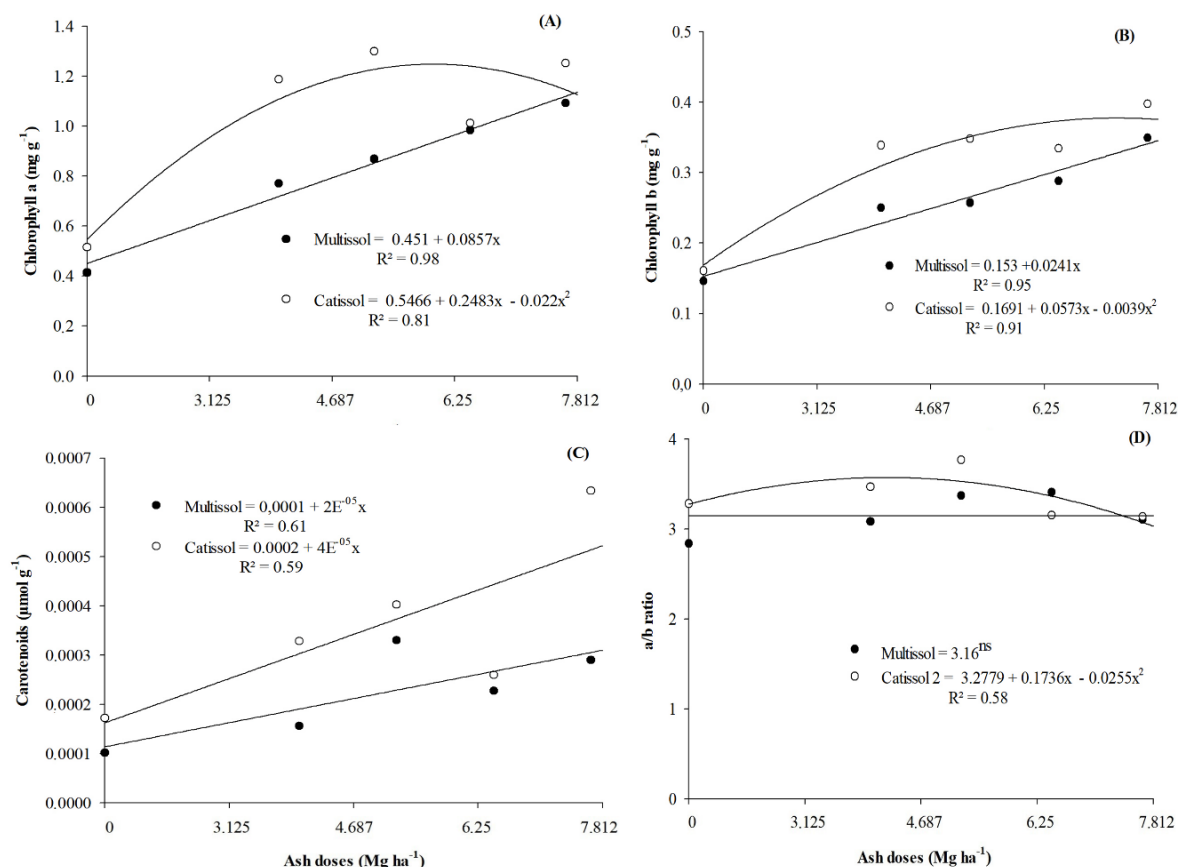 (A)
1.4
1.2
1.0
0.8
0.6
0.4
0.2
0.0
Chlorophyll a (mg g⁻¹)
Multissol = 0.451 + 0.0857x
R² = 0.98
Catissol = 0.5466 + 0.2483x - 0.022x²
R² = 0.81
0 3.125 4.687 6.25 7.812
(B)
0.5
0.4
0.3
0.2
0.1
0,0
Chlorophyll b (mg g⁻¹)
Multissol = 0.153 +0.0241x
R² = 0.95
Catissol = 0.1691 + 0.0573x - 0.0039x²
R² = 0.91
0 3.125 4.687 6.25 7.812
(C)
0.0007
0.0006
0.0005
0,0004
0.0003
0.0002
0.0001
0.0000
Carotenoids (µmol g⁻¹)
Multissol = 0,0001 + 2E⁻⁰⁵x
R² = 0.61
Catissol = 0.0002 + 4E⁻⁰⁵x
R² = 0.59
0 3.125 4.687 6.25 7.812
Ash doses (Mg ha⁻¹)
(D)
4
3
2
1
0
a/b ratio
Multissol = 3.16ⁿˢ
Catissol 2 = 3.2779 + 0.1736x - 0.0255x²
R² = 0.58
0 3.125 4.687 6.25 7.812
Ash doses (Mg ha⁻¹)